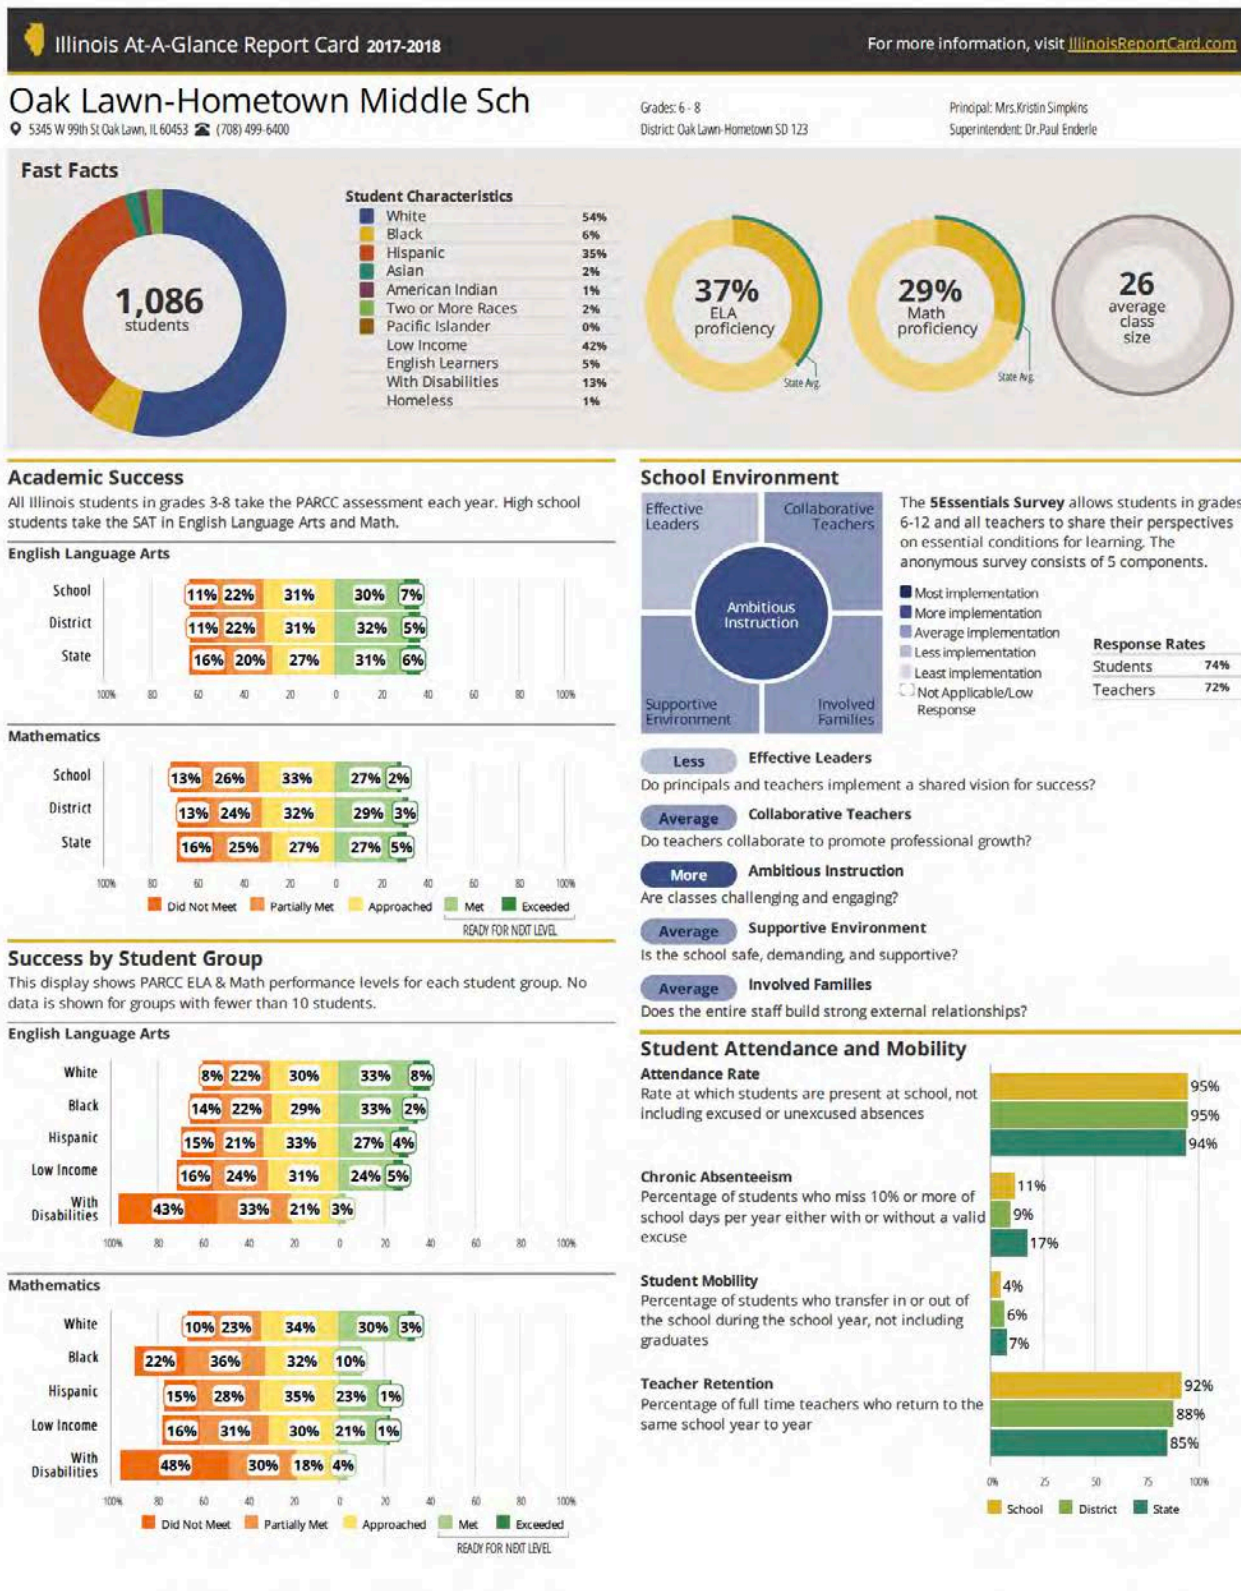 Illinois At-A-Glance Report Card 2017-2018
For more information, visit IllinoisReportCard.com
Oak Lawn-Hometown Middle Sch
5345 W 99th St Oak Lawn, IL 60453 (708) 499-6400
Grades: 6 - 8
District: Oak Lawn-Hometown SD 123
Principal: Mrs.Kristin Simpkins
Superintendent: Dr.Paul Enderle
Fast Facts
1,086
students
Student Characteristics
White 54%
Black 6%
Hispanic 35%
Asian 2%
American Indian 1%
Two or More Races 2%
Pacific Islander 0%
Low Income 42%
English Learners 5%
With Disabilities 13%
Homeless 1%
37%
ELA
proficiency
State Avg.
29%
Math
proficiency
State Avg.
26
average
class
size
Academic Success
All Illinois students in grades 3-8 take the PARCC assessment each year. High school
students take the SAT in English Language Arts and Math.
English Language Arts
School 11% 22% 31% 30% 7%
District 11% 22% 31% 32% 5%
State 16% 20% 27% 31% 6%
100% 80 60 40 20 0 20 40 60 80 100%
Mathematics
School 13% 26% 33% 27% 2%
District 13% 24% 32% 29% 3%
State 16% 25% 27% 27% 5%
100% 80 60 40 20 0 20 40 60 80 100%
Did Not Meet Partially Met Approached Met Exceeded
READY FOR NEXT LEVEL
Success by Student Group
This display shows PARCC ELA & Math performance levels for each student group. No
data is shown for groups with fewer than 10 students.
English Language Arts
White 8% 22% 30% 33% 8%
Black 14% 22% 29% 33% 2%
Hispanic 15% 21% 33% 27% 4%
Low Income 16% 24% 31% 24% 5%
With
Disabilities 43% 33% 21% 3%
100% 80 60 40 20 0 20 40 60 80 100%
Mathematics
White 10% 23% 34% 30% 3%
Black 22% 36% 32% 10%
Hispanic 15% 28% 35% 23% 1%
Low Income 16% 31% 30% 21% 1%
With
Disabilities 48% 30% 18% 4%
100% 80 60 40 20 0 20 40 60 80 100%
Did Not Meet Partially Met Approached Met Exceeded
READY FOR NEXT LEVEL
School Environment
Effective
Leaders
Collaborative
Teachers
Ambitious
Instruction
Supportive
Environment
Involved
Families
The 5Essentials Survey allows students in grades
6-12 and all teachers to share their perspectives
on essential conditions for learning. The
anonymous survey consists of 5 components.
Most implementation
More implementation
Average implementation
Less implementation
Least implementation
Not Applicable/Low
Response
Response Rates
Students 74%
Teachers 72%
Less Effective Leaders
Do principals and teachers implement a shared vision for success?
Average Collaborative Teachers
Do teachers collaborate to promote professional growth?
More Ambitious Instruction
Are classes challenging and engaging?
Average Supportive Environment
Is the school safe, demanding, and supportive?
Average Involved Families
Does the entire staff build strong external relationships?
Student Attendance and Mobility
Attendance Rate
Rate at which students are present at school, not
including excused or unexcused absences
95%
95%
94%
Chronic Absenteeism
Percentage of students who miss 10% or more of
school days per year either with or without a valid
excuse
11%
9%
17%
Student Mobility
Percentage of students who transfer in or out of
the school during the school year, not including
graduates
4%
6%
7%
Teacher Retention
Percentage of full time teachers who return to the
same school year to year
92%
88%
85%
0% 25 50 75 100%
School District State